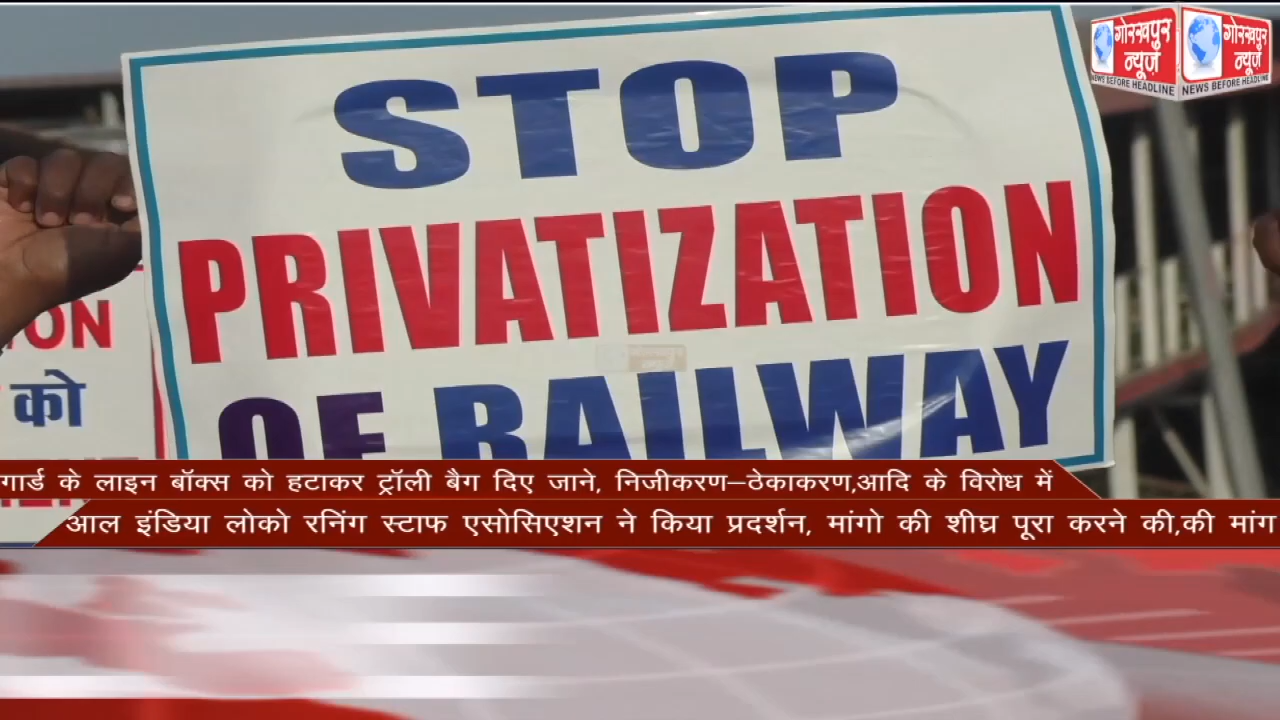 STOP
PRIVATIZATION
OF RAILWAY
गोरखपुर
न्यूज़
NEWS BEFORE HEADLINE
गोरखपुर
न्यूज़
NEWS BEFORE HEADLINE
ON
को
गार्ड के लाइन बॉक्स को हटाकर ट्रॉली बैग दिए जाने, निजीकरण–ठेकाकरण,आदि के विरोध में
आल इंडिया लोको रनिंग स्टाफ एसोसिएशन ने किया प्रदर्शन, मांगो की शीघ्र पूरा करने की,की मांग